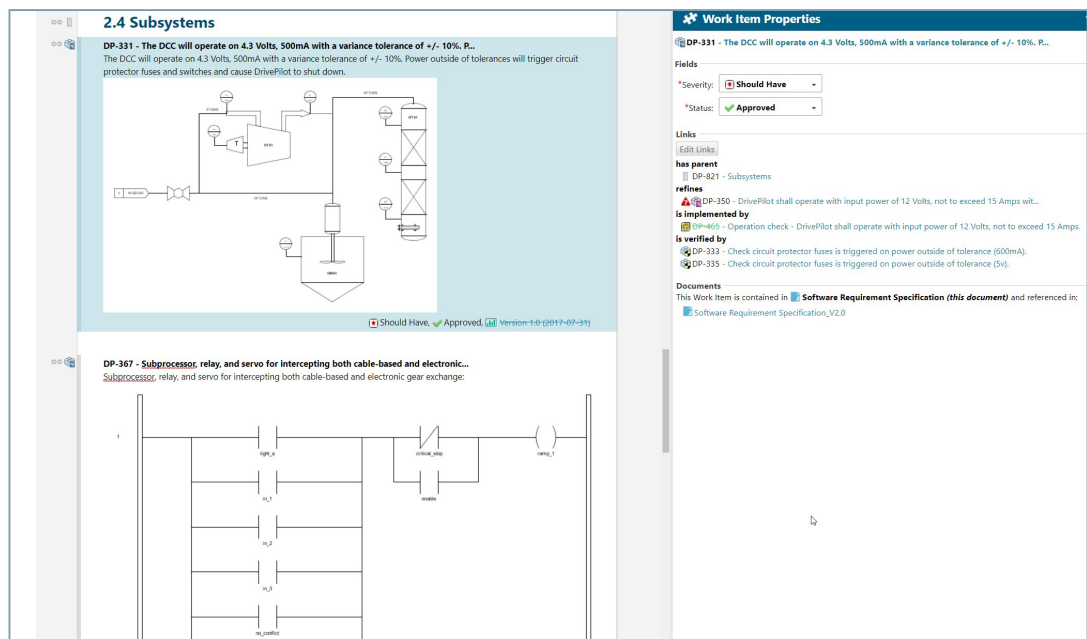 2.4 Subsystems
DP-331 - The DCC will operate on 4.3 Volts, 500mA with a variance tolerance of +/- 10%. P...
The DCC will operate on 4.3 Volts, 500mA with a variance tolerance of +/- 10%. Power outside of tolerances will trigger circuit
protector fuses and switches and cause DrivePilot to shut down.
T
Should Have, Approved, Version 1.0 (2017-07-31)
DP-367 - Subprocessor, relay, and servo for intercepting both cable-based and electronic...
Subprocessor, relay, and servo for intercepting both cable-based and electronic gear exchange:
1
light_a
critical_stop
ramp_1
in_1
enable
in_2
in_3
no_conflict
Work Item Properties
DP-331 - The DCC will operate on 4.3 Volts, 500mA with a variance tolerance of +/- 10%. P...
Fields
*Severity: Should Have
*Status: Approved
Links
Edit Links
has parent
DP-821 - Subsystems
refines
DP-350 - DrivePilot shall operate with input power of 12 Volts, not to exceed 15 Amps wit...
is implemented by
DP-465 - Operation check - DrivePilot shall operate with input power of 12 Volts, not to exceed 15 Amps.
is verified by
DP-333 - Check circuit protector fuses is triggered on power outside of tolerance (600mA).
DP-335 - Check circuit protector fuses is triggered on power outside of tolerance (5v).
Documents
This Work Item is contained in Software Requirement Specification (this document) and referenced in:
Software Requirement Specification_V2.0